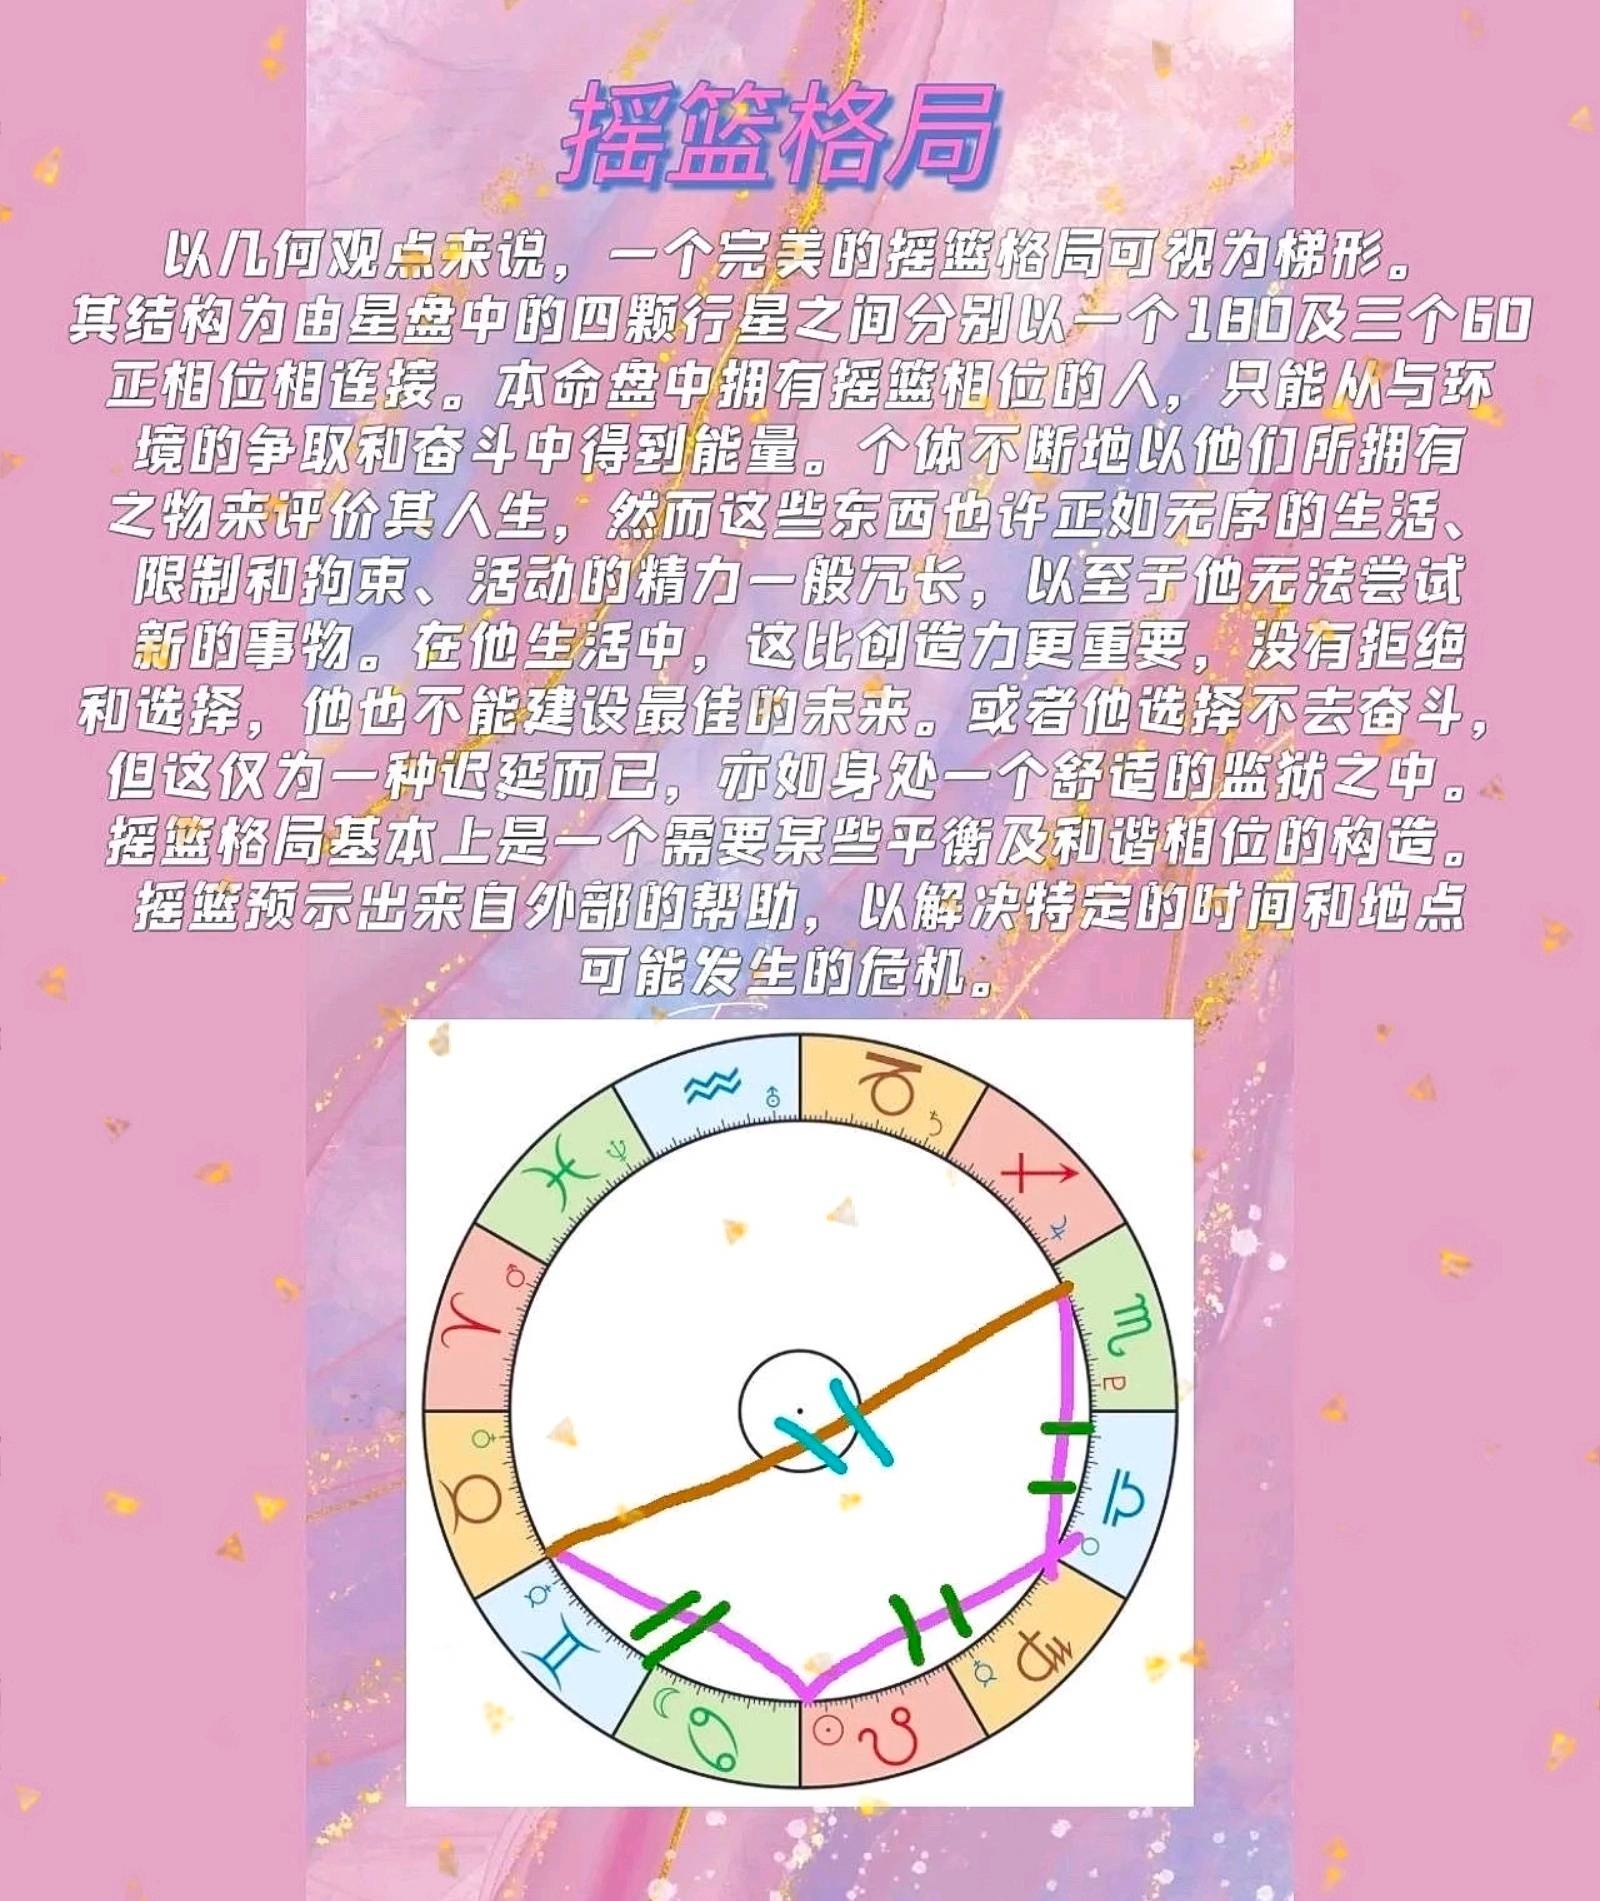 摇篮格局
以几何观点来说，一个完美的摇篮格局可视为梯形。
其结构为由星盘中的四颗行星之间分别以一个180及三个60
正相位相连接。本命盘中拥有摇篮相位的人，只能从与环
境的争取和奋斗中得到能量。个体不断地以他们所拥有
之物来评价其人生，然而这些东西也许正如无序的生活、
限制和拘束、活动的精力一般冗长，以至于他无法尝试
新的事物。在他生活中，这比创造力更重要，没有拒绝
和选择，他也不能建设最佳的未来。或者他选择不去奋斗，
但这仅为一种迟延而已，亦如身处一个舒适的监狱之中。
摇篮格局基本上是一个需要某些平衡及和谐相位的构造。
摇篮预示出来自外部的帮助，以解决特定的时间和地点
可能发生的危机。